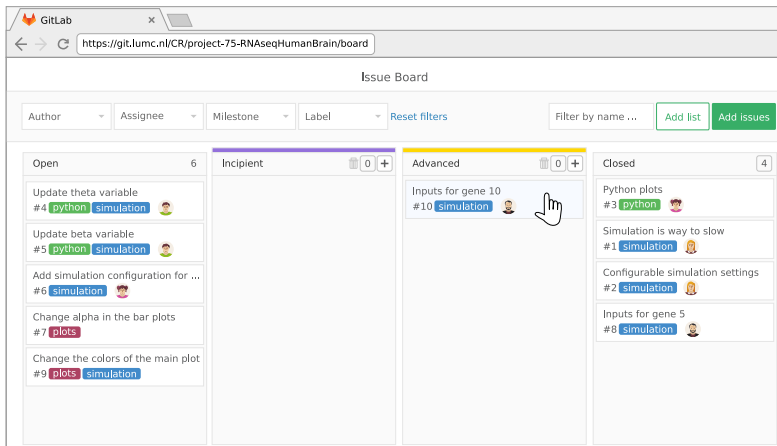 GitLab ×
https://git.lumc.nl/CR/project-75-RNAseqHumanBrain/board
Issue Board
Author Assignee Milestone Label Reset filters Filter by name ... Add list Add issues
Open 6
Update theta variable
#4 python simulation
Update beta variable
#5 python simulation
Add simulation configuration for ...
#6 simulation
Change alpha in the bar plots
#7 plots
Change the colors of the main plot
#9 plots simulation
Incipient 0 +
Advanced 0 +
Inputs for gene 10
#10 simulation
Closed 4
Python plots
#3 python
Simulation is way to slow
#1 simulation
Configurable simulation settings
#2 simulation
Inputs for gene 5
#8 simulation